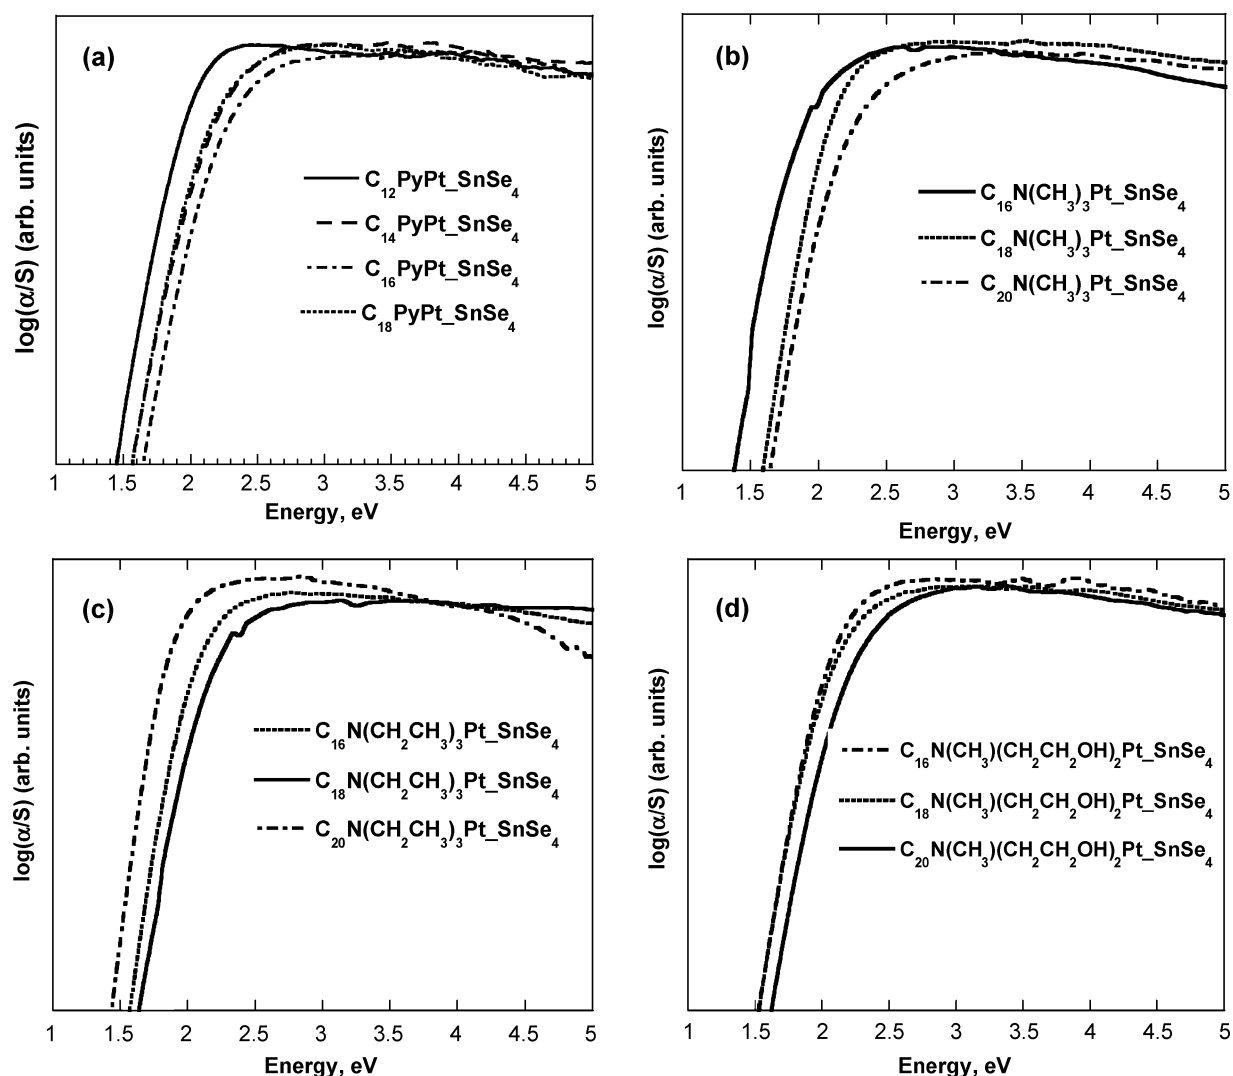 (a)
log(α/S) (arb. units)
C₁₂PyPt_SnSe₄
C₁₄PyPt_SnSe₄
C₁₆PyPt_SnSe₄
C₁₈PyPt_SnSe₄
1 1.5 2 2.5 3 3.5 4 4.5 5
Energy, eV
(b)
log(α/S) (arb. units)
C₁₆N(CH₃)₃Pt_SnSe₄
C₁₈N(CH₃)₃Pt_SnSe₄
C₂₀N(CH₃)₃Pt_SnSe₄
1 1.5 2 2.5 3 3.5 4 4.5 5
Energy, eV
(c)
log(α/S) (arb. units)
C₁₆N(CH₂CH₃)₃Pt_SnSe₄
C₁₈N(CH₂CH₃)₃Pt_SnSe₄
C₂₀N(CH₂CH₃)₃Pt_SnSe₄
1 1.5 2 2.5 3 3.5 4 4.5 5
Energy, eV
(d)
log(α/S) (arb. units)
C₁₆N(CH₃)(CH₂CH₂OH)₂Pt_SnSe₄
C₁₈N(CH₃)(CH₂CH₂OH)₂Pt_SnSe₄
C₂₀N(CH₃)(CH₂CH₂OH)₂Pt_SnSe₄
1 1.5 2 2.5 3 3.5 4 4.5 5
Energy, eV